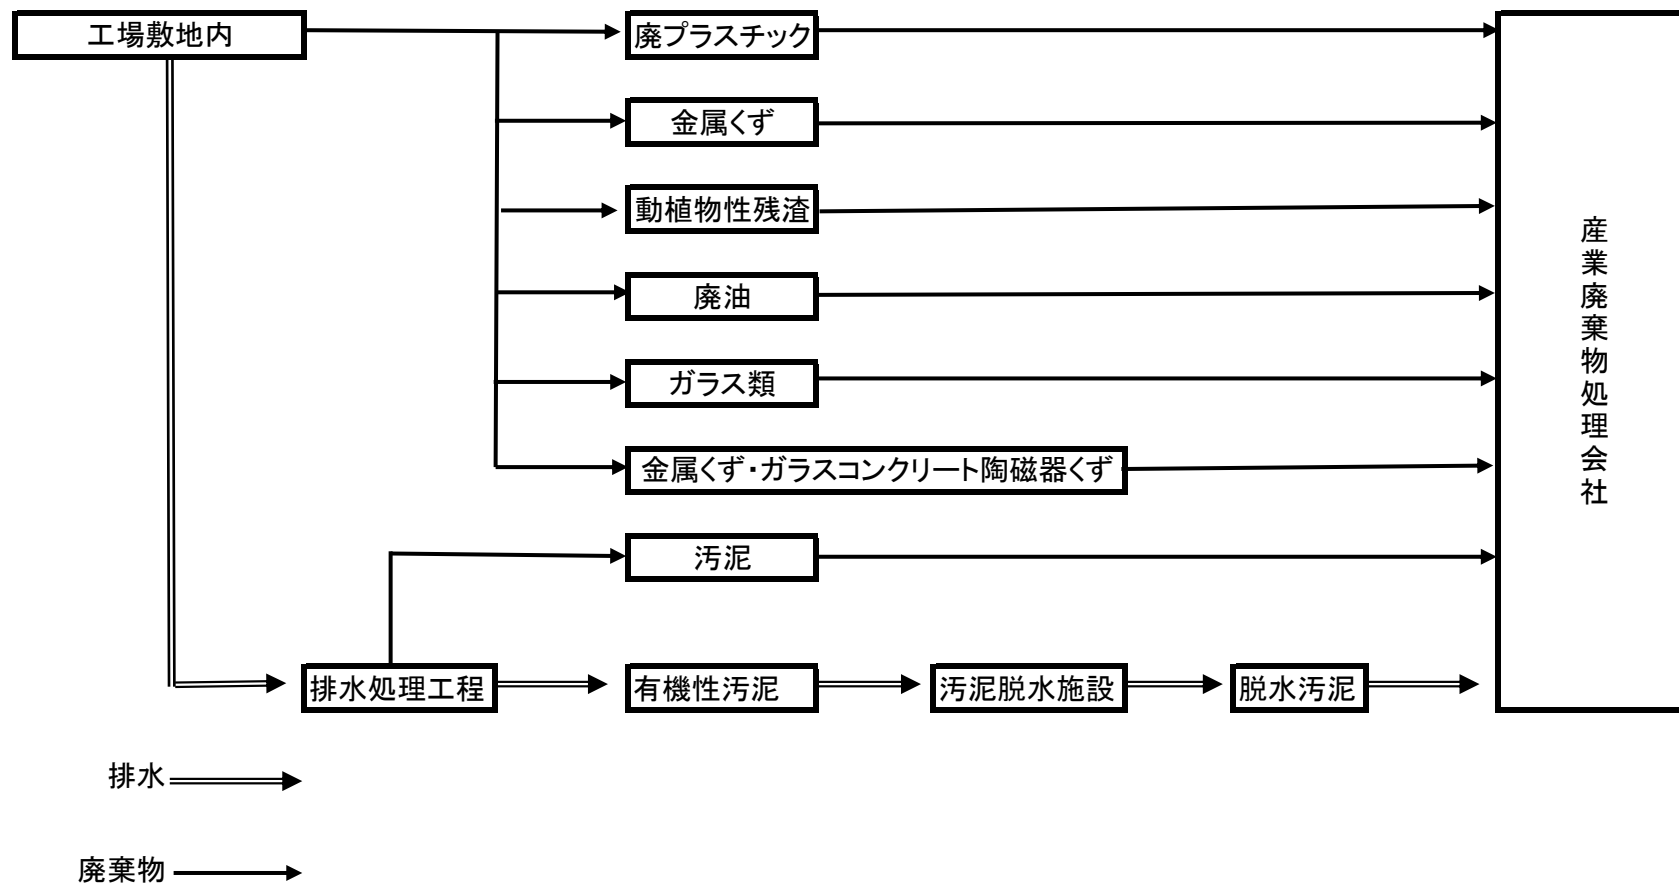 工場敷地内
廃プラスチック
金属くず
動植物性残渣
廃油
ガラス類
金属くず・ガラスコンクリート陶磁器くず
汚泥
排水処理工程
有機性汚泥
汚泥脱水施設
脱水汚泥
産業廃棄物処理会社
排水
廃棄物